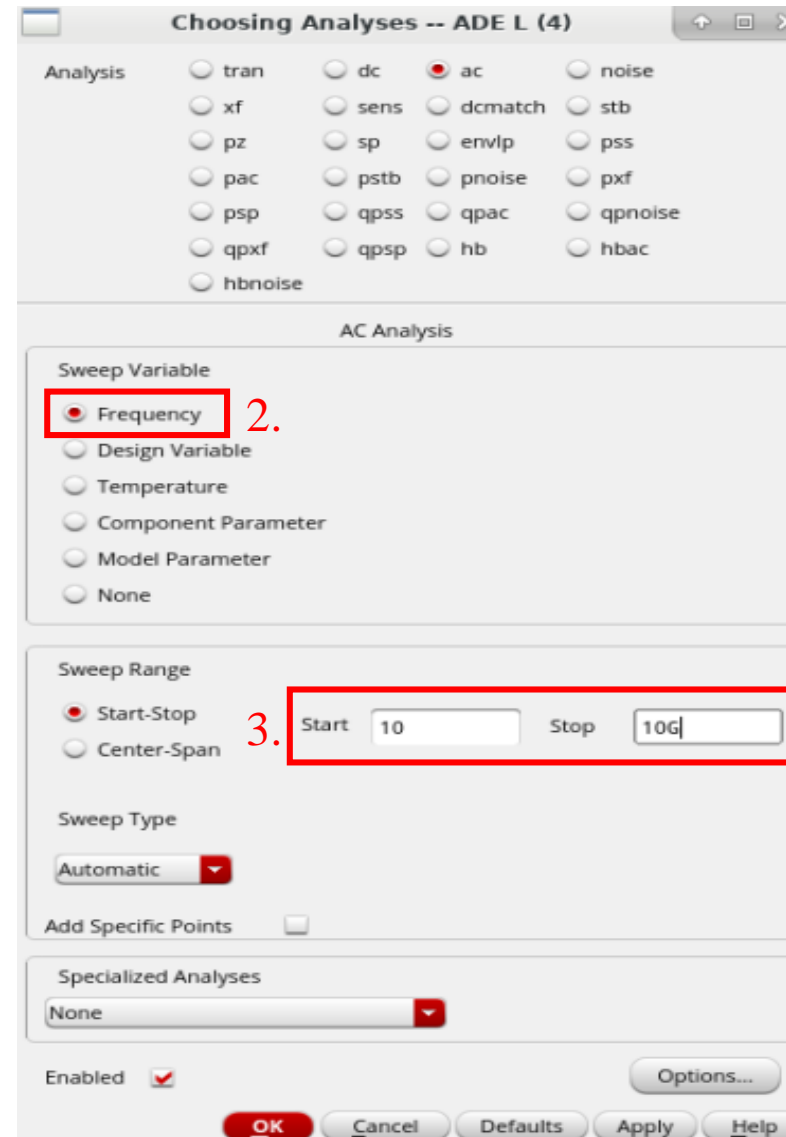 Choosing Analyses -- ADE L (4)
Analysis tran dc ac noise
xf sens dcmatch stb
pz sp envlp pss
pac pstb pnoise pxf
psp qpss qpac qpnoise
qpxf qpsp hb hbac
hbnoise
AC Analysis
Sweep Variable
Frequency 2.
Design Variable
Temperature
Component Parameter
Model Parameter
None
Sweep Range
Start-Stop
Center-Span
3. Start 10 Stop 10G
Sweep Type
Automatic
Add Specific Points
Specialized Analyses
None
Enabled Options...
OK Cancel Defaults Apply Help